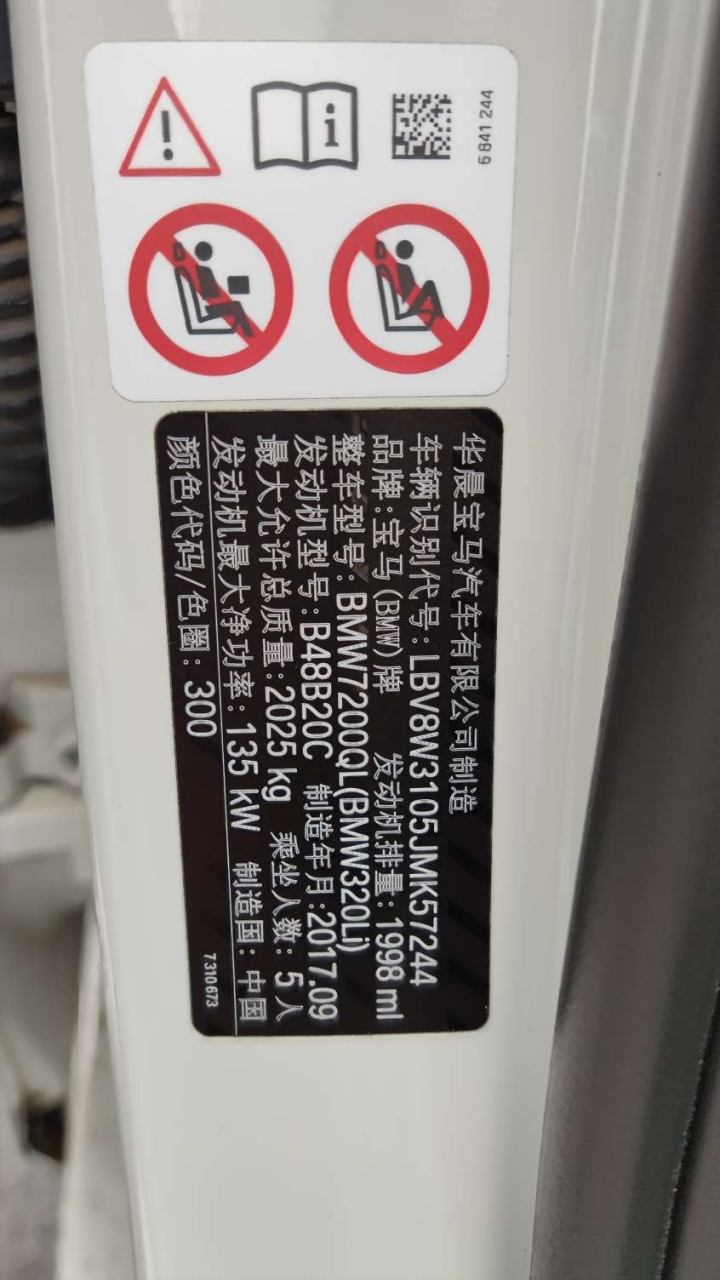 6 841 244
华晨宝马汽车有限公司制造
车辆识别代号:LBV8W3105JMK57244
品牌:宝马(BMW)牌 发动机排量:1998 ml
整车型号:BMW7200QL(BMW320Li)
发动机型号:B48B20C 制造年月:2017.09
最大允许总质量:2025 kg 乘坐人数:5人
发动机最大净功率:135 kW 制造国:中国
颜色代码/色圈:300
7 310 673